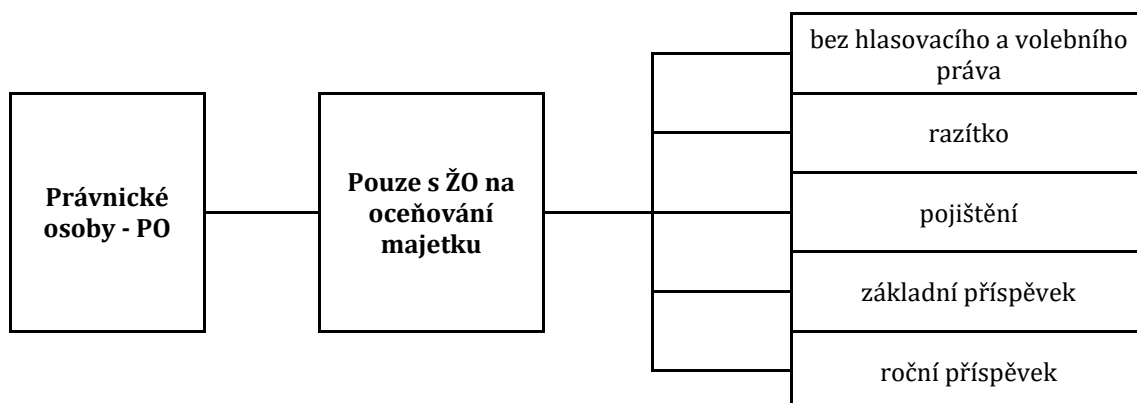 Právnické
osoby - PO
Pouze s ŽO na
oceňování
majetku
bez hlasovacího a volebního
práva
razítko
pojištění
základní příspěvek
roční příspěvek